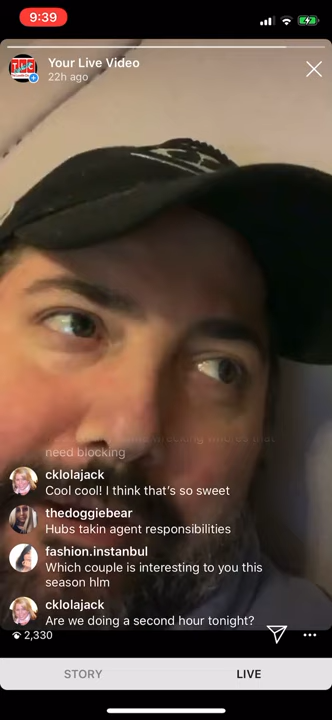 9:39
Your Live Video
22h ago
TLC
need blocking
cklolajack
Cool cool! I think that's so sweet
thedoggiebear
Hubs takin agent responsibilities
fashion.instanbul
Which couple is interesting to you this
season hlm
cklolajack
Are we doing a second hour tonight?
2,330
STORY
LIVE